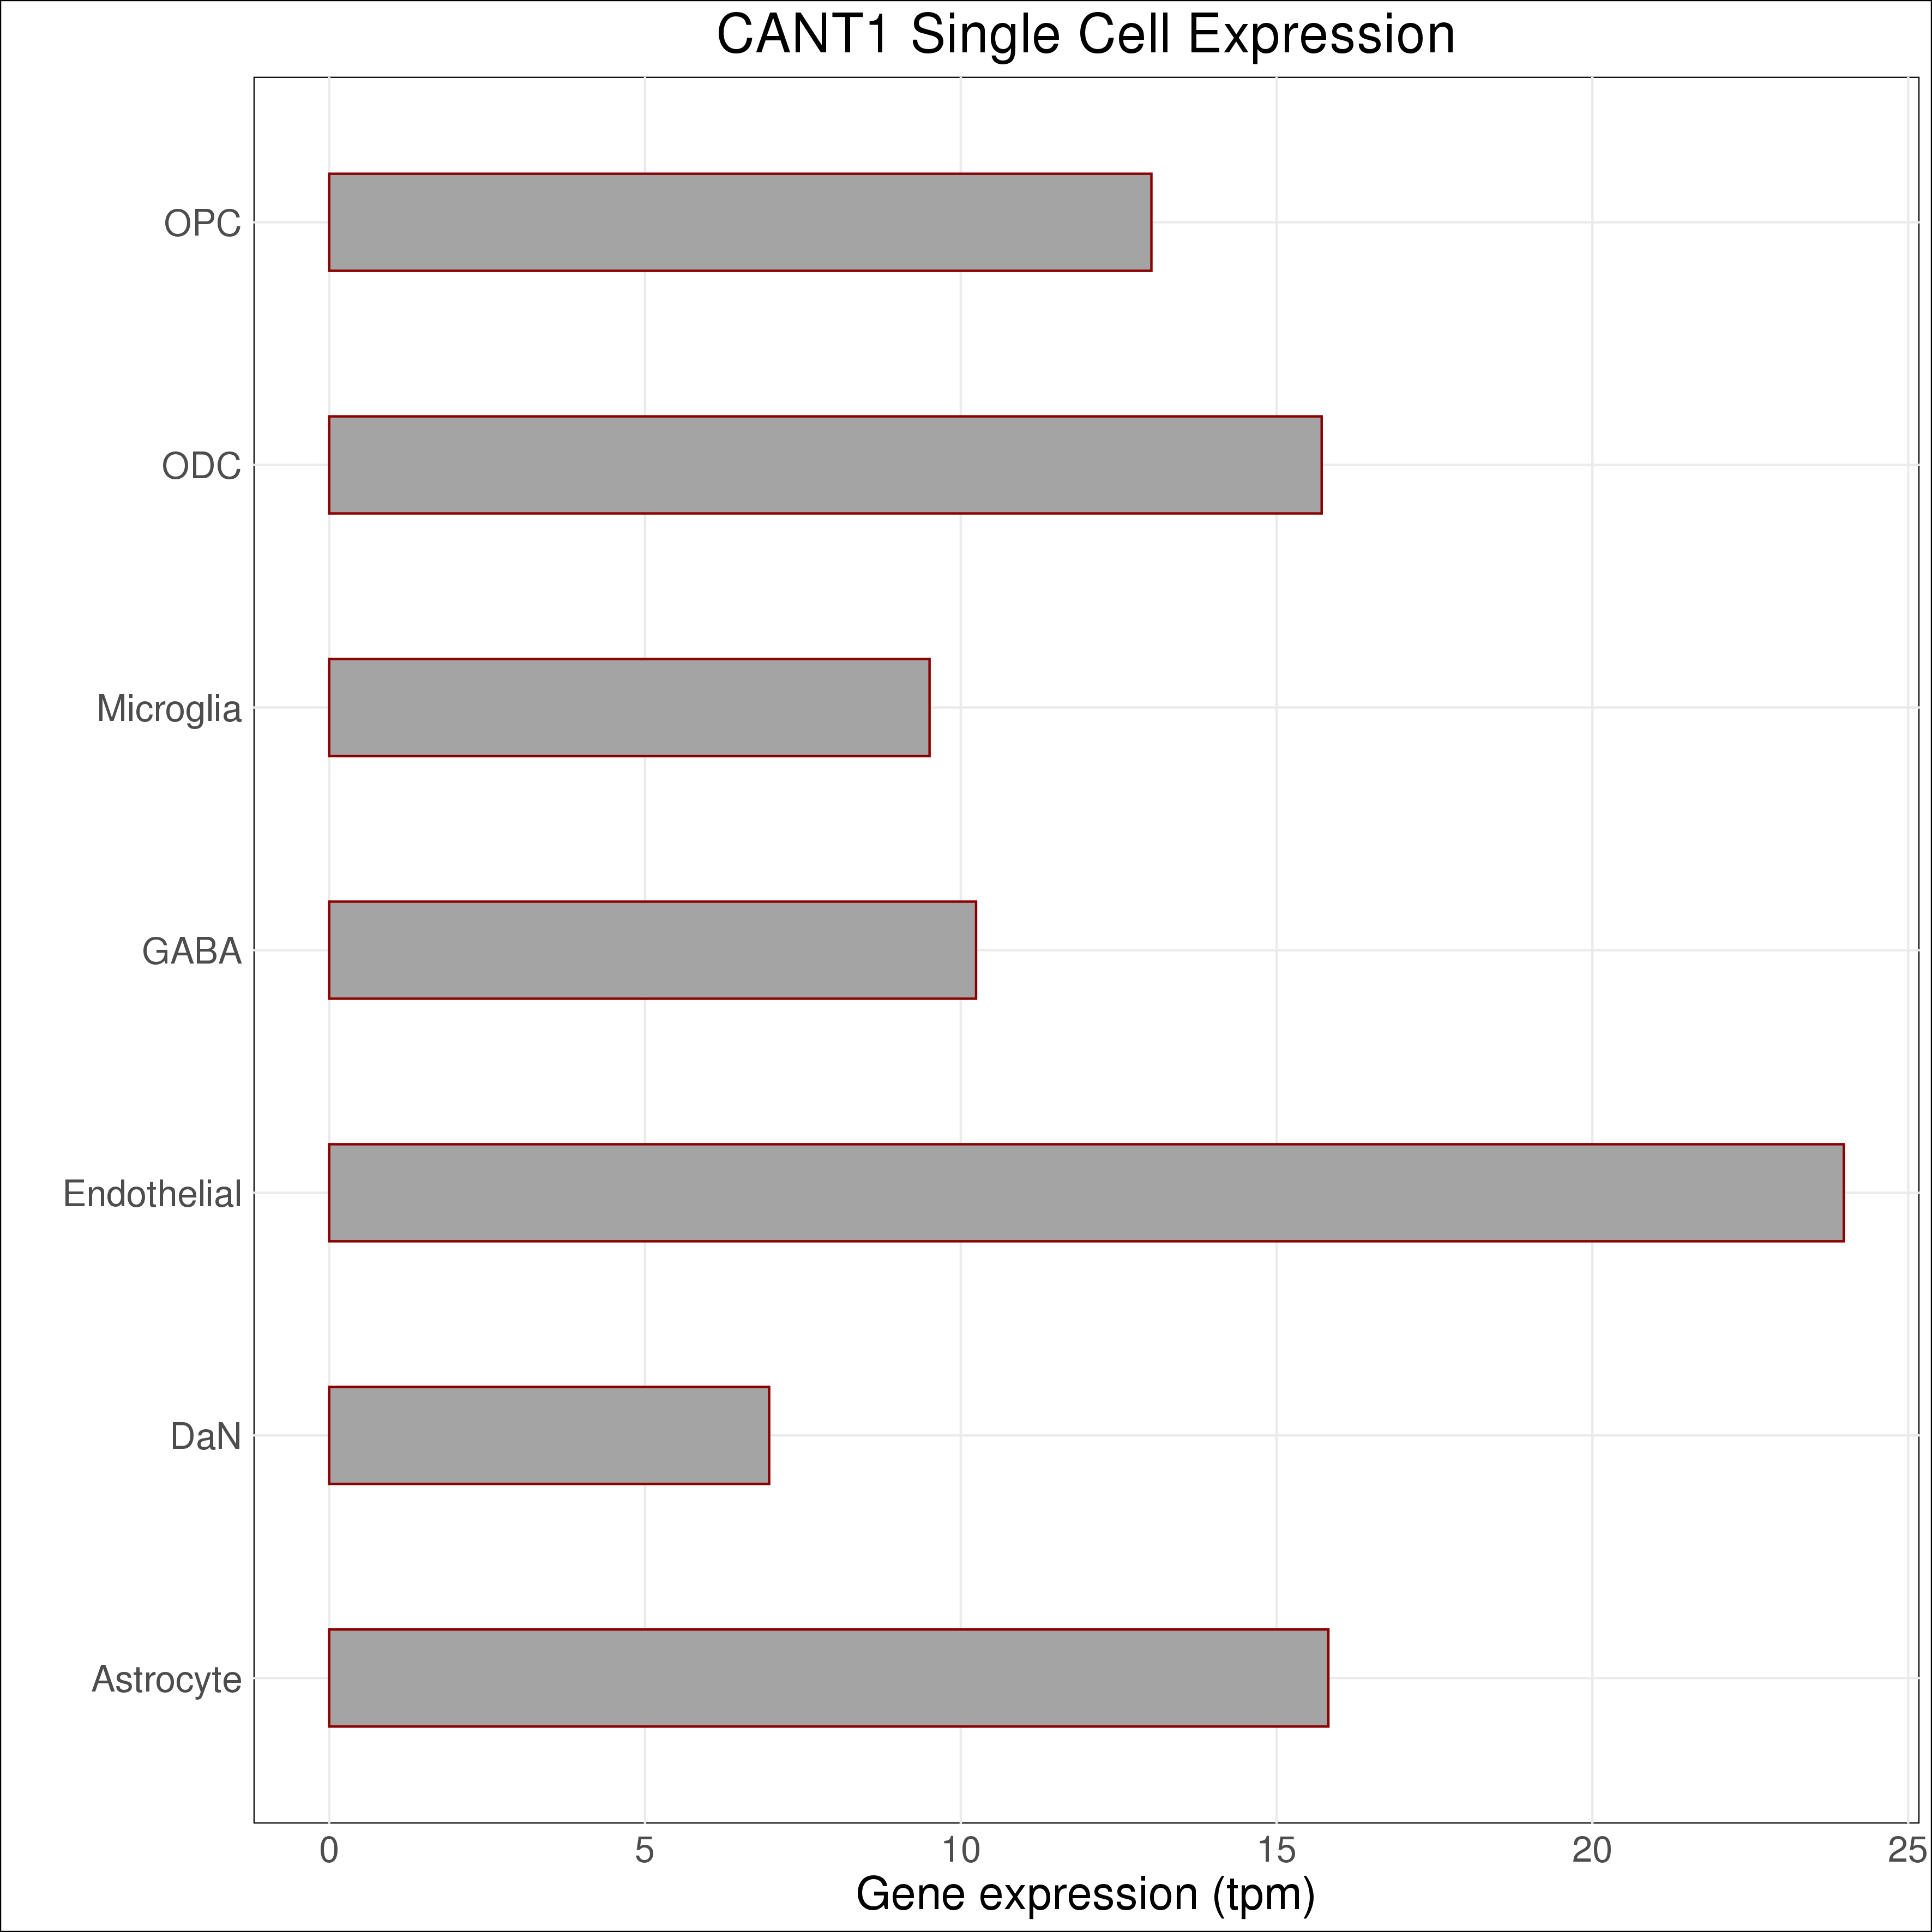 CANT1 Single Cell Expression
OPC
ODC
Microglia
GABA
Endothelial
DaN
Astrocyte
0 5 10 15 20 25
Gene expression (tpm)